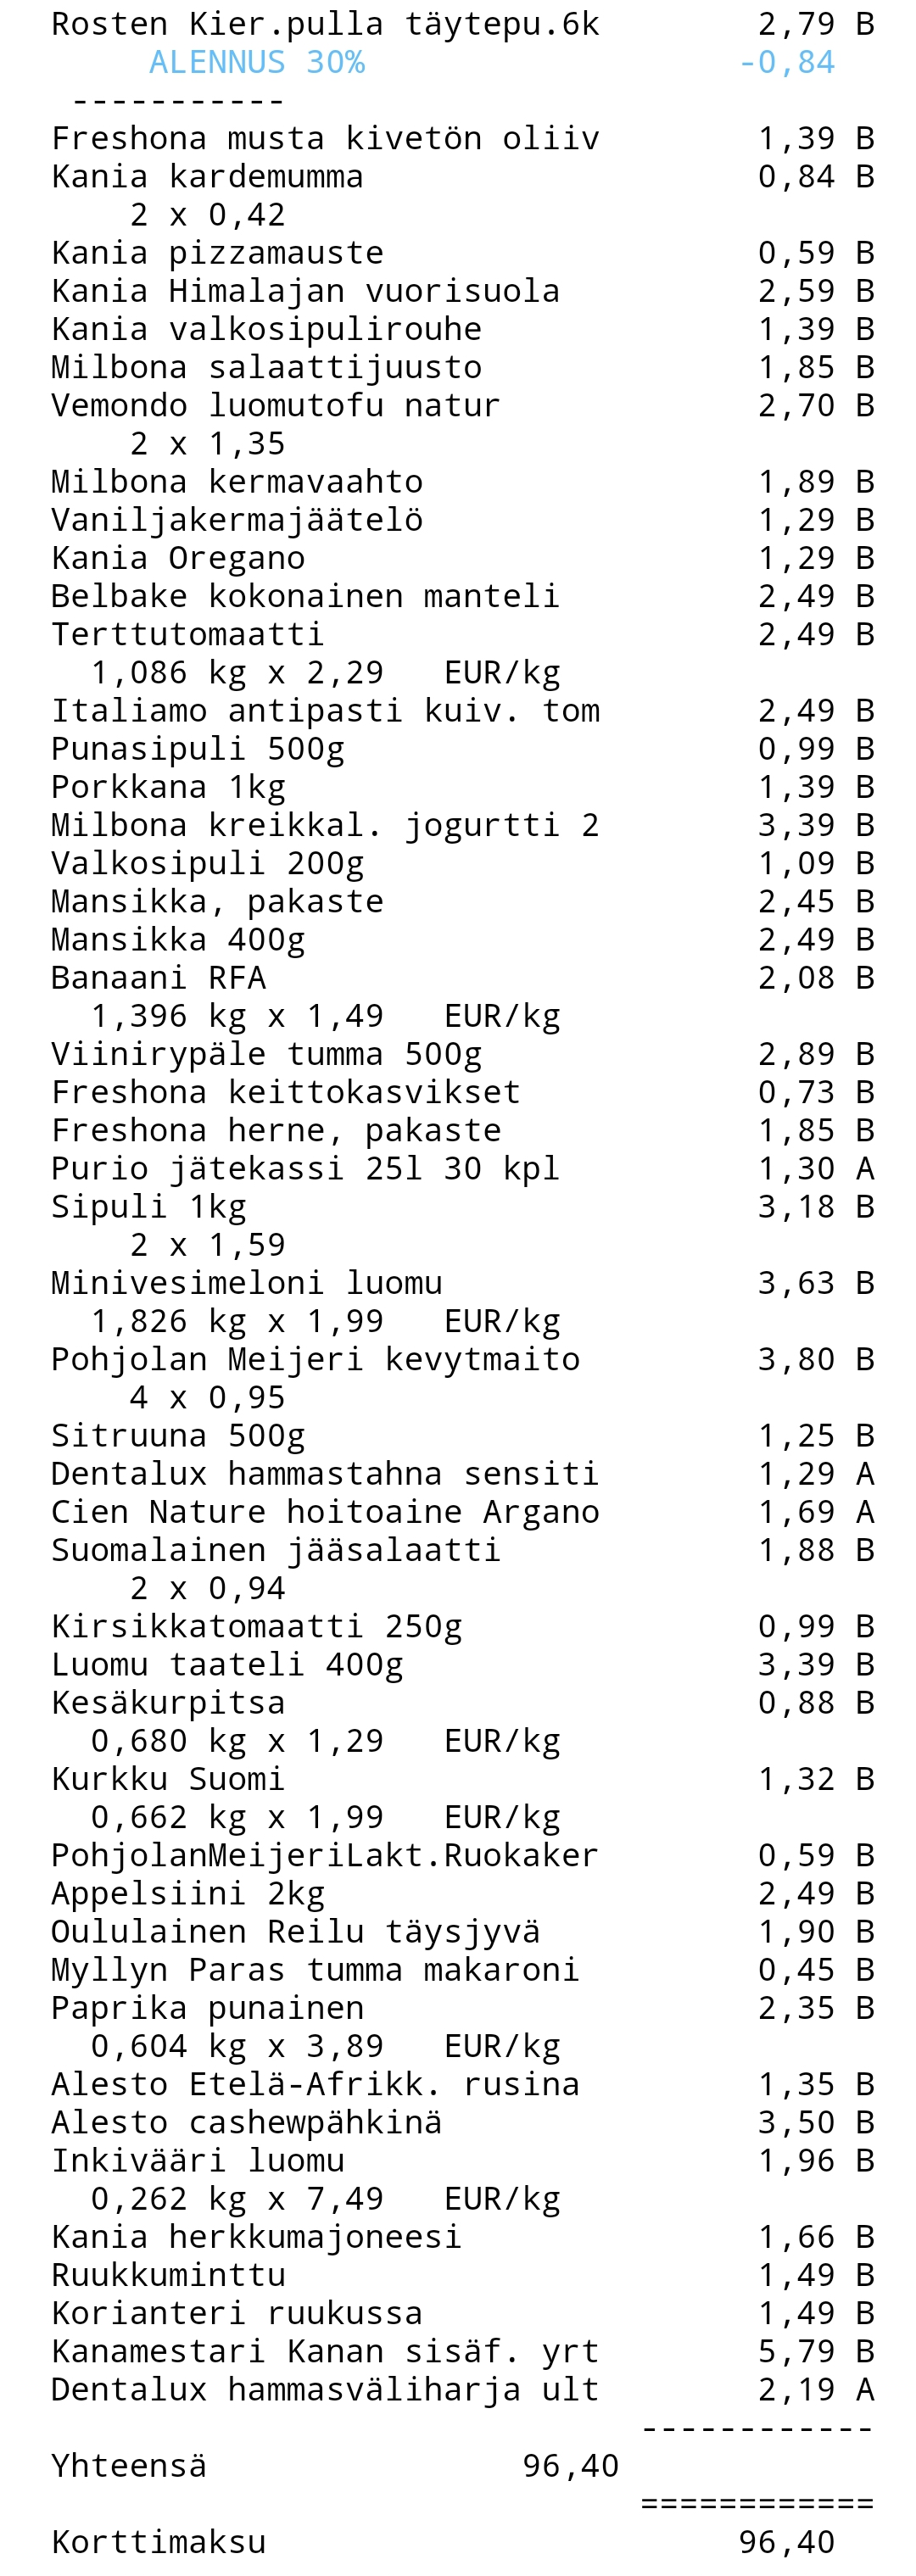 Rosten Kier.pulla täytepu.6k 2,79 B
ALENNUS 30% -0,84
-----------
Freshona musta kivetön oliiv 1,39 B
Kania kardemumma 0,84 B
2 x 0,42
Kania pizzamauste 0,59 B
Kania Himalajan vuorisuola 2,59 B
Kania valkosipulirouhe 1,39 B
Milbona salaattijuusto 1,85 B
Vemondo luomutofu natur 2,70 B
2 x 1,35
Milbona kermavaahto 1,89 B
Vaniljakermajäätelö 1,29 B
Kania Oregano 1,29 B
Belbake kokonainen manteli 2,49 B
Terttutomaatti 2,49 B
1,086 kg x 2,29 EUR/kg
Italiamo antipasti kuiv. tom 2,49 B
Punasipuli 500g 0,99 B
Porkkana 1kg 1,39 B
Milbona kreikkal. jogurtti 2 3,39 B
Valkosipuli 200g 1,09 B
Mansikka, pakaste 2,45 B
Mansikka 400g 2,49 B
Banaani RFA 2,08 B
1,396 kg x 1,49 EUR/kg
Viinirypäle tumma 500g 2,89 B
Freshona keittokasvikset 0,73 B
Freshona herne, pakaste 1,85 B
Purio jätekassi 25l 30 kpl 1,30 A
Sipuli 1kg 3,18 B
2 x 1,59
Minivesimeloni luomu 3,63 B
1,826 kg x 1,99 EUR/kg
Pohjolan Meijeri kevytmaito 3,80 B
4 x 0,95
Sitruuna 500g 1,25 B
Dentalux hammastahna sensiti 1,29 A
Cien Nature hoitoaine Argano 1,69 A
Suomalainen jääsalaatti 1,88 B
2 x 0,94
Kirsikkatomaatti 250g 0,99 B
Luomu taateli 400g 3,39 B
Kesäkurpitsa 0,88 B
0,680 kg x 1,29 EUR/kg
Kurkku Suomi 1,32 B
0,662 kg x 1,99 EUR/kg
PohjolanMeijeriLakt.Ruokaker 0,59 B
Appelsiini 2kg 2,49 B
Oululainen Reilu täysjyvä 1,90 B
Myllyn Paras tumma makaroni 0,45 B
Paprika punainen 2,35 B
0,604 kg x 3,89 EUR/kg
Alesto Etelä-Afrikk. rusina 1,35 B
Alesto cashewpähkinä 3,50 B
Inkivääri luomu 1,96 B
0,262 kg x 7,49 EUR/kg
Kania herkkumajoneesi 1,66 B
Ruukkuminttu 1,49 B
Korianteri ruukussa 1,49 B
Kanamestari Kanan sisäf. yrt 5,79 B
Dentalux hammasväliharja ult 2,19 A
------------
Yhteensä 96,40
============
Korttimaksu 96,40